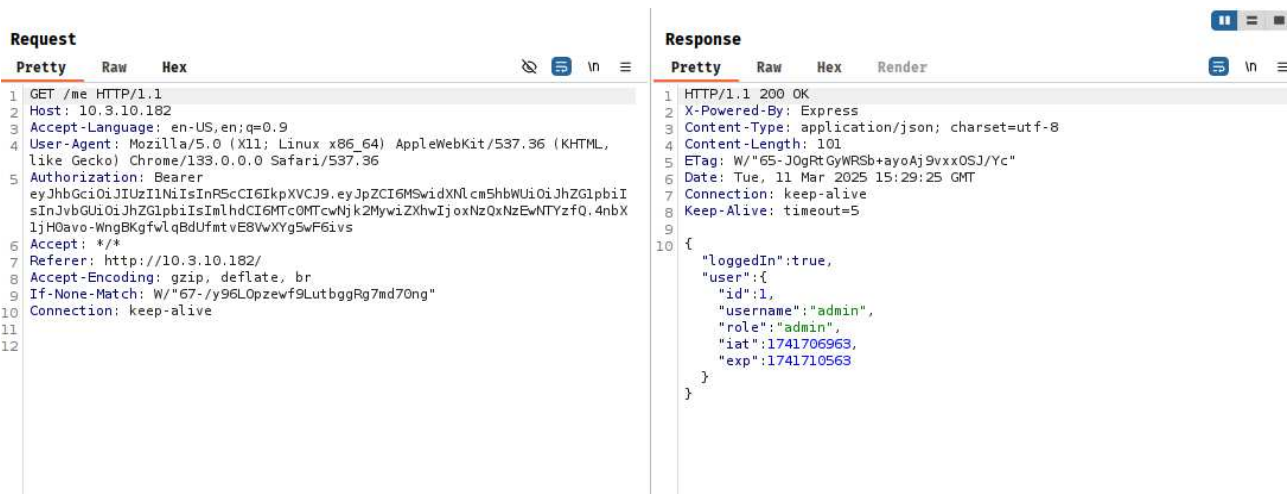 Request
Pretty Raw Hex \n
1 GET /me HTTP/1.1
2 Host: 10.3.10.182
3 Accept-Language: en-US,en;q=0.9
4 User-Agent: Mozilla/5.0 (X11; Linux x86_64) AppleWebKit/537.36 (KHTML,
like Gecko) Chrome/133.0.0.0 Safari/537.36
5 Authorization: Bearer
eyJhbGciOiJIUzI1NiIsInR5cCI6IkpXVCJ9.eyJpZCI6MSwidXNlcm5hbWUiOiJhZG1pbiI
sInJvbGUiOiJhZG1pbiIsImlhdCI6MTc0MTcwNjk2MywiZXhwIjoxNzQxNzEwNTYzfQ.4nbX
1jH0avo-WngBKgfwlqBdUfmtvE8VwXYg5wF6ivs
6 Accept: */*
7 Referer: http://10.3.10.182/
8 Accept-Encoding: gzip, deflate, br
9 If-None-Match: W/"67-/y96LOpzewf9LutbggRg7md70ng"
10 Connection: keep-alive
11
12
Response
Pretty Raw Hex Render \n
1 HTTP/1.1 200 OK
2 X-Powered-By: Express
3 Content-Type: application/json; charset=utf-8
4 Content-Length: 101
5 ETag: W/"65-JOgRtGyWRSb+ayoAj9vxxOSJ/Yc"
6 Date: Tue, 11 Mar 2025 15:29:25 GMT
7 Connection: keep-alive
8 Keep-Alive: timeout=5
9
10 {
"loggedIn":true,
"user":{
"id":1,
"username":"admin",
"role":"admin",
"iat":1741706963,
"exp":1741710563
}
}